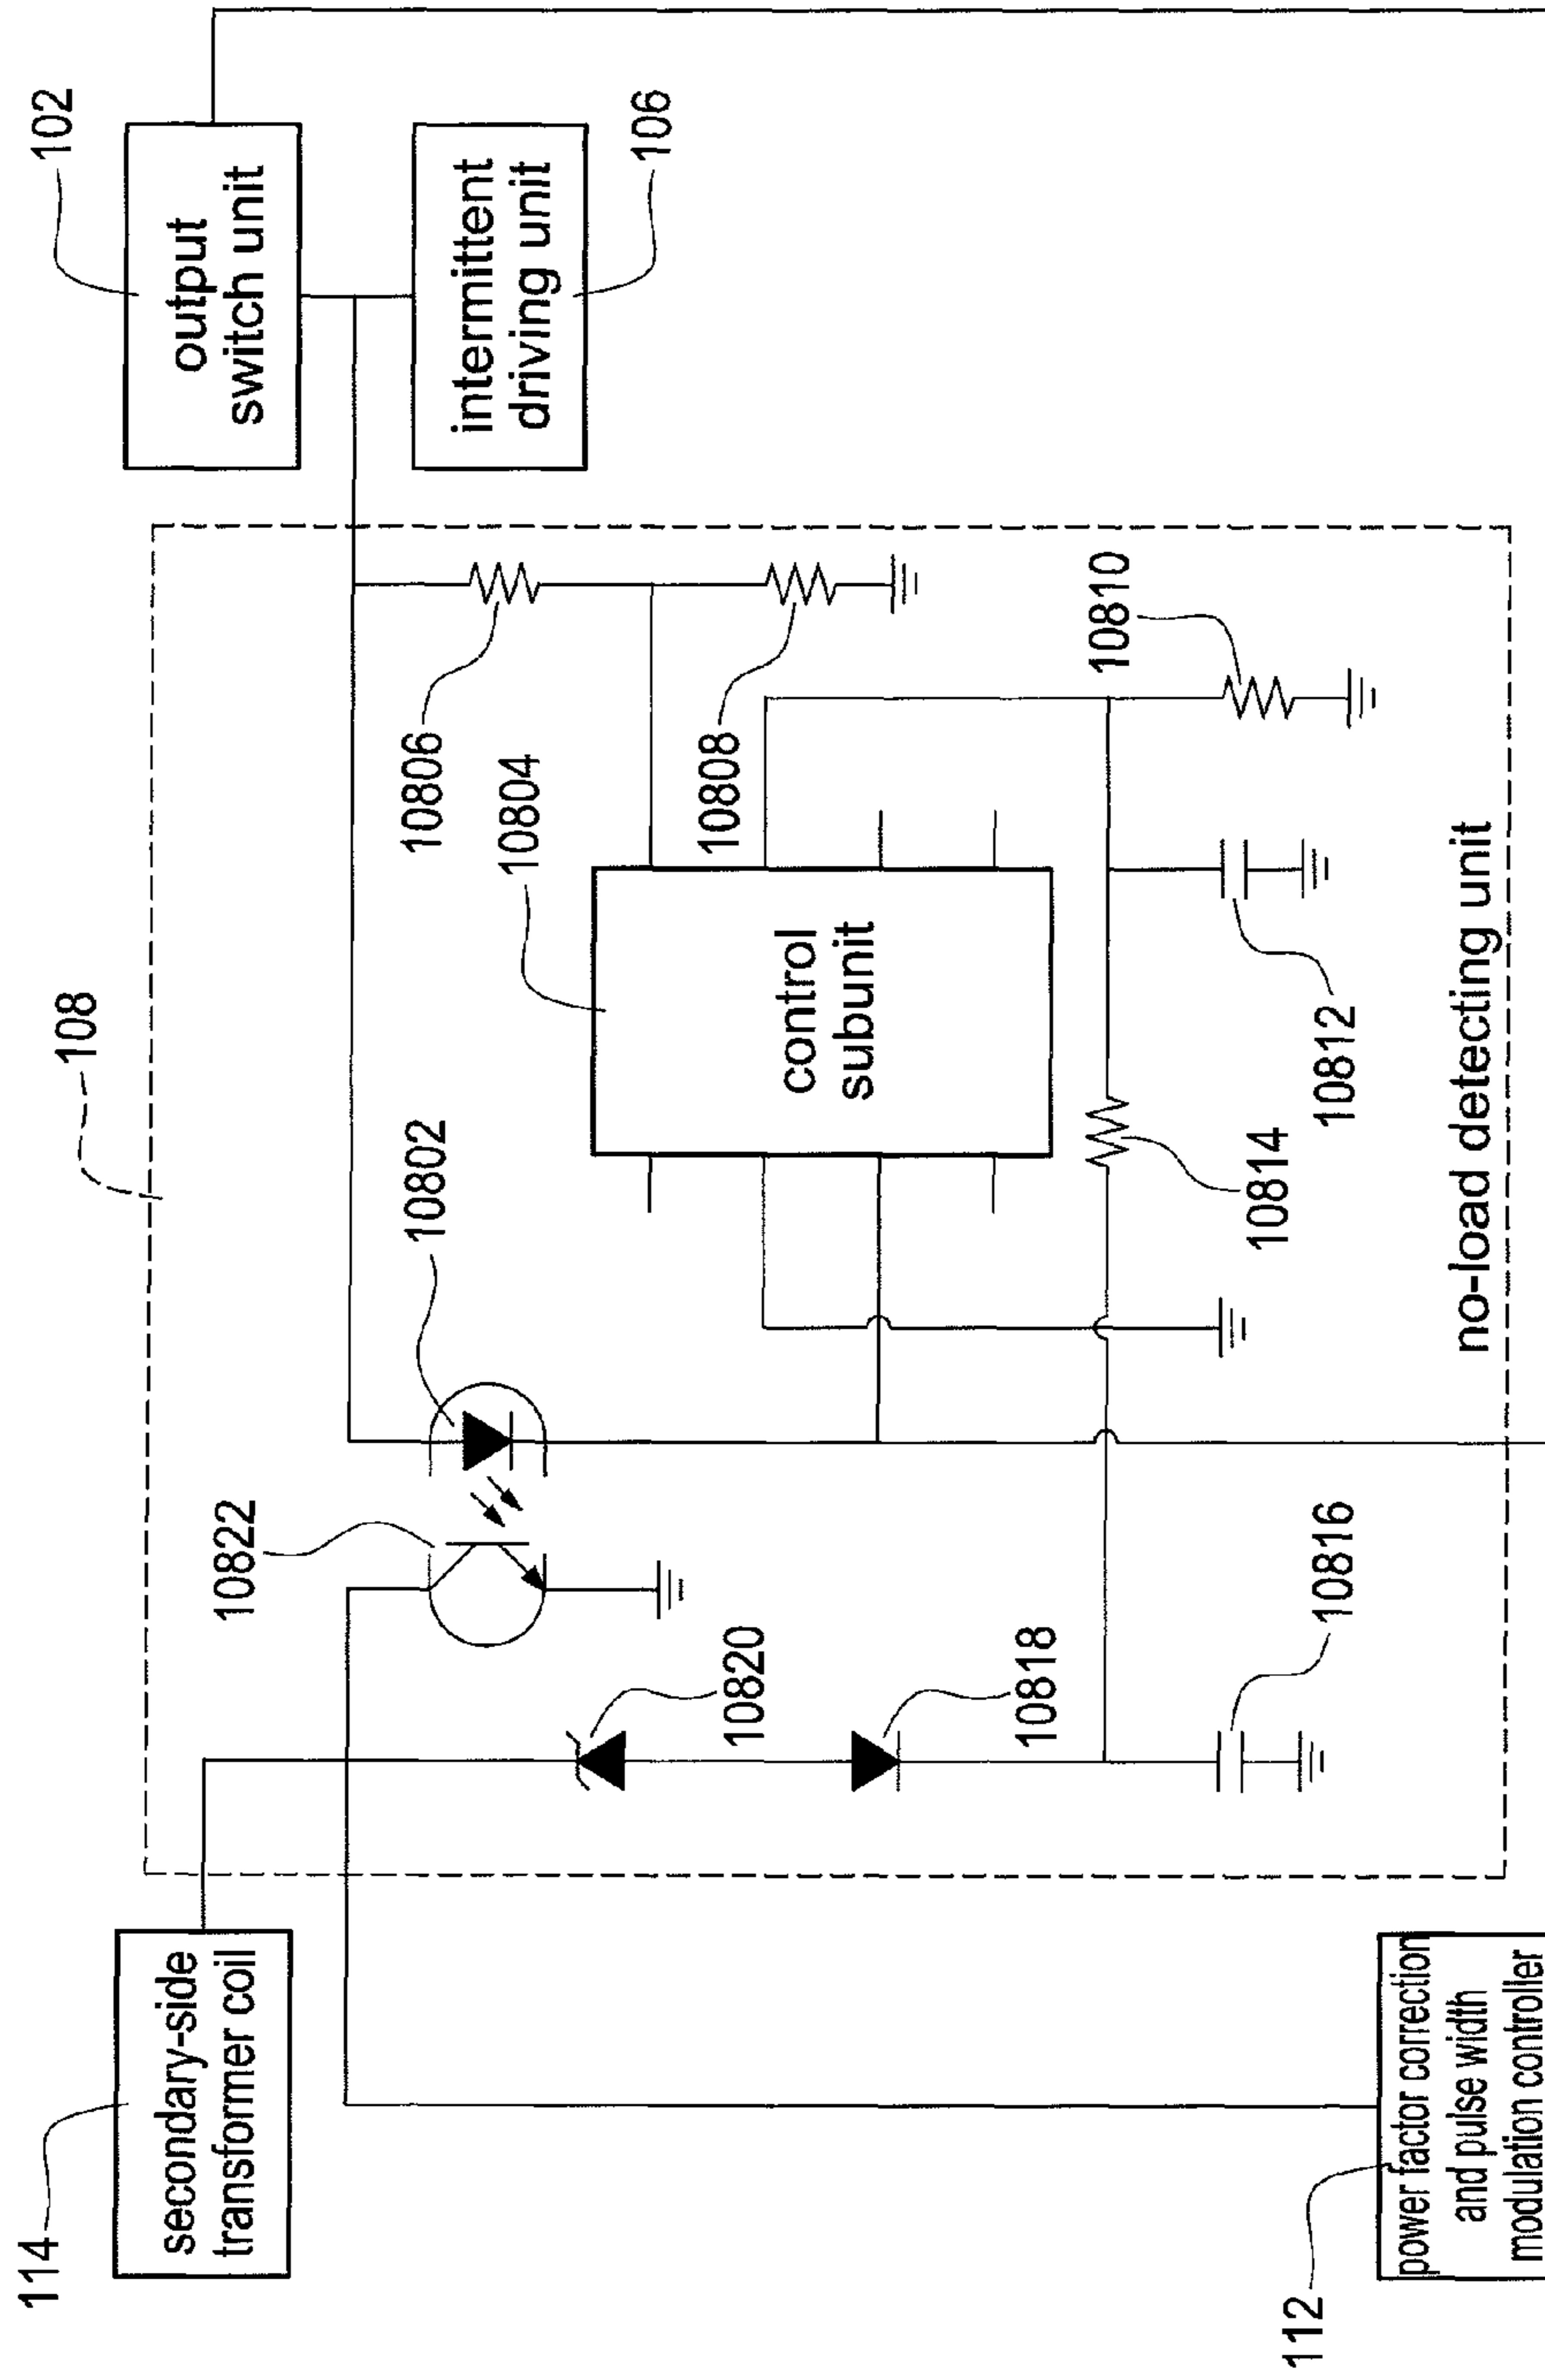 114
secondary-side
transformer coil
108
102
output
switch unit
10822
10802
10806
10804
106
intermittent
driving unit
10820
10808
control
subunit
10818
10810
10814
10812
10816
112
power factor correction
and pulse width
modulation controller
no-load detecting unit